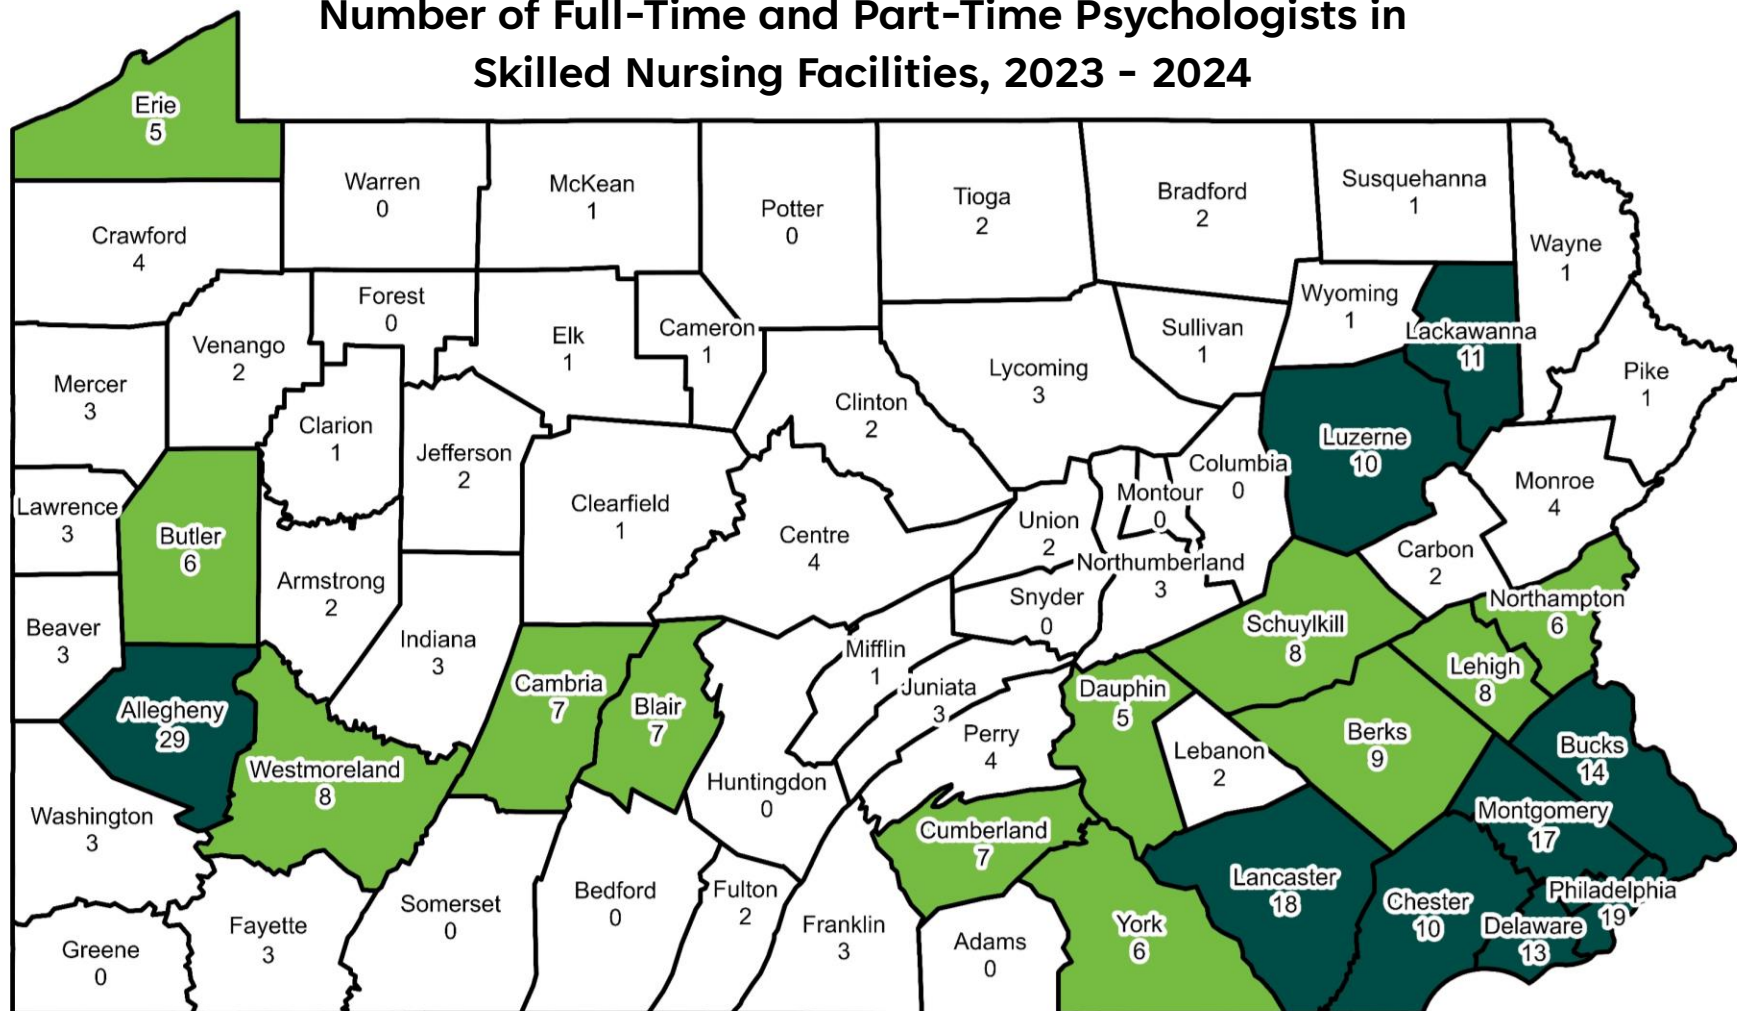 Number of Full-Time and Part-Time Psychologists in
Skilled Nursing Facilities, 2023 - 2024
Erie
5
Warren
0
McKean
1
Potter
0
Tioga
2
Bradford
2
Susquehanna
1
Wayne
1
Crawford
4
Forest
0
Venango
2
Elk
1
Cameron
1
Wyoming
1
Lackawanna
11
Sullivan
1
Lycoming
3
Pike
1
Mercer
3
Clarion
1
Jefferson
2
Clinton
2
Luzerne
10
Columbia
0
Monroe
4
Lawrence
3
Butler
6
Clearfield
1
Centre
4
Union
2
Montour
0
Northumberland
3
Carbon
2
Armstrong
2
Snyder
0
Northampton
6
Beaver
3
Indiana
3
Mifflin
1
Juniata
3
Schuylkill
8
Lehigh
8
Allegheny
29
Cambria
7
Blair
7
Dauphin
5
Perry
4
Berks
9
Bucks
14
Westmoreland
8
Huntingdon
0
Lebanon
2
Washington
3
Cumberland
7
Montgomery
17
Lancaster
18
Chester
10
Philadelphia
19
Delaware
13
Somerset
0
Bedford
0
Fulton
2
Franklin
3
Adams
0
York
6
Greene
0
Fayette
3